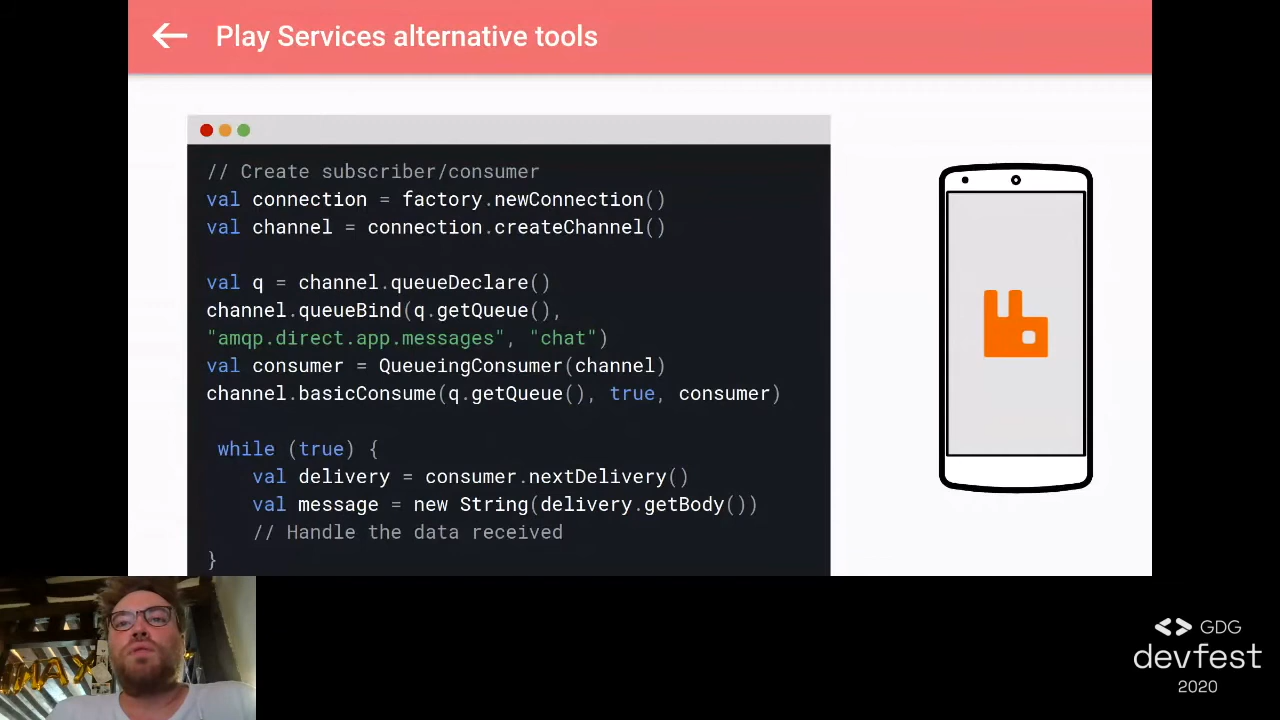 Play Services alternative tools
// Create subscriber/consumer
val connection = factory.newConnection()
val channel = connection.createChannel()
val q = channel.queueDeclare()
channel.queueBind(q.getQueue(),
"amqp.direct.app.messages", "chat")
val consumer = QueueingConsumer(channel)
channel.basicConsume(q.getQueue(), true, consumer)
while (true) {
val delivery = consumer.nextDelivery()
val message = new String(delivery.getBody())
// Handle the data received
}
MAX
<> GDG
devfest
2020